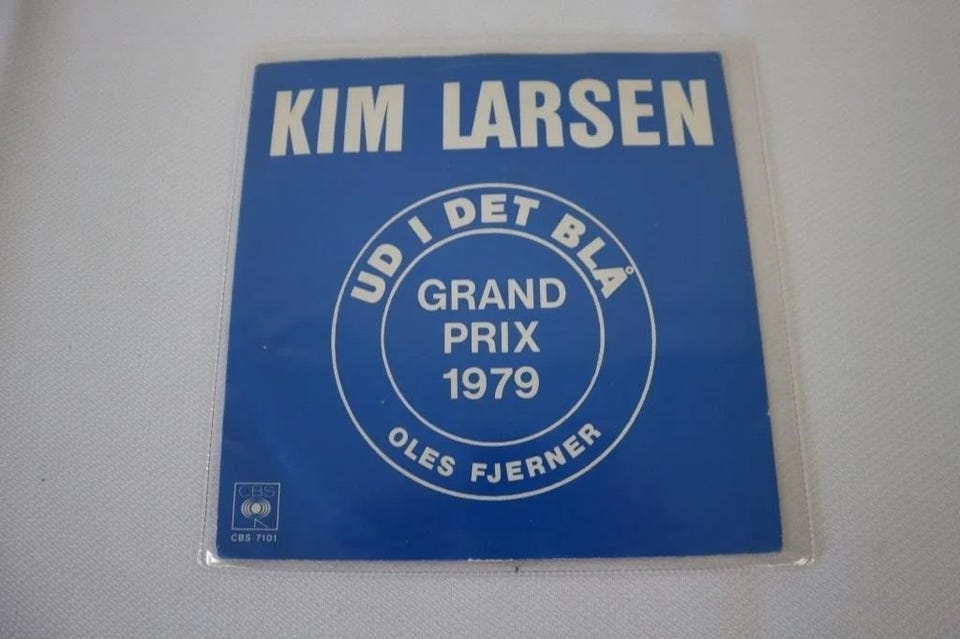 KIM LARSEN
UD I DET BLÅ
GRAND
PRIX
1979
OLES FJERNER
CBS
CBS 7101